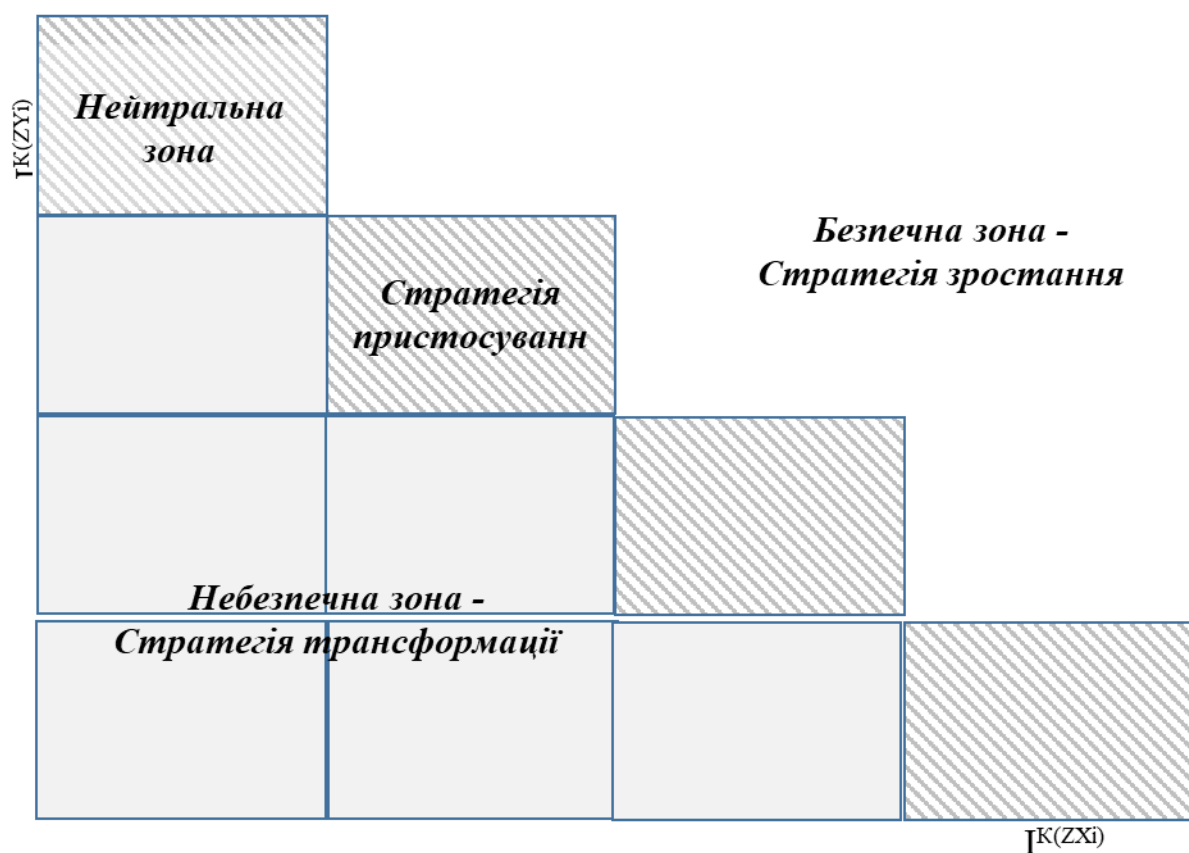 Нейтральна
зона
I^K(ZYi)
Безпечна зона -
Стратегія зростання
Стратегія
пристосуванн
Небезпечна зона -
Стратегія трансформації
I^K(ZXi)